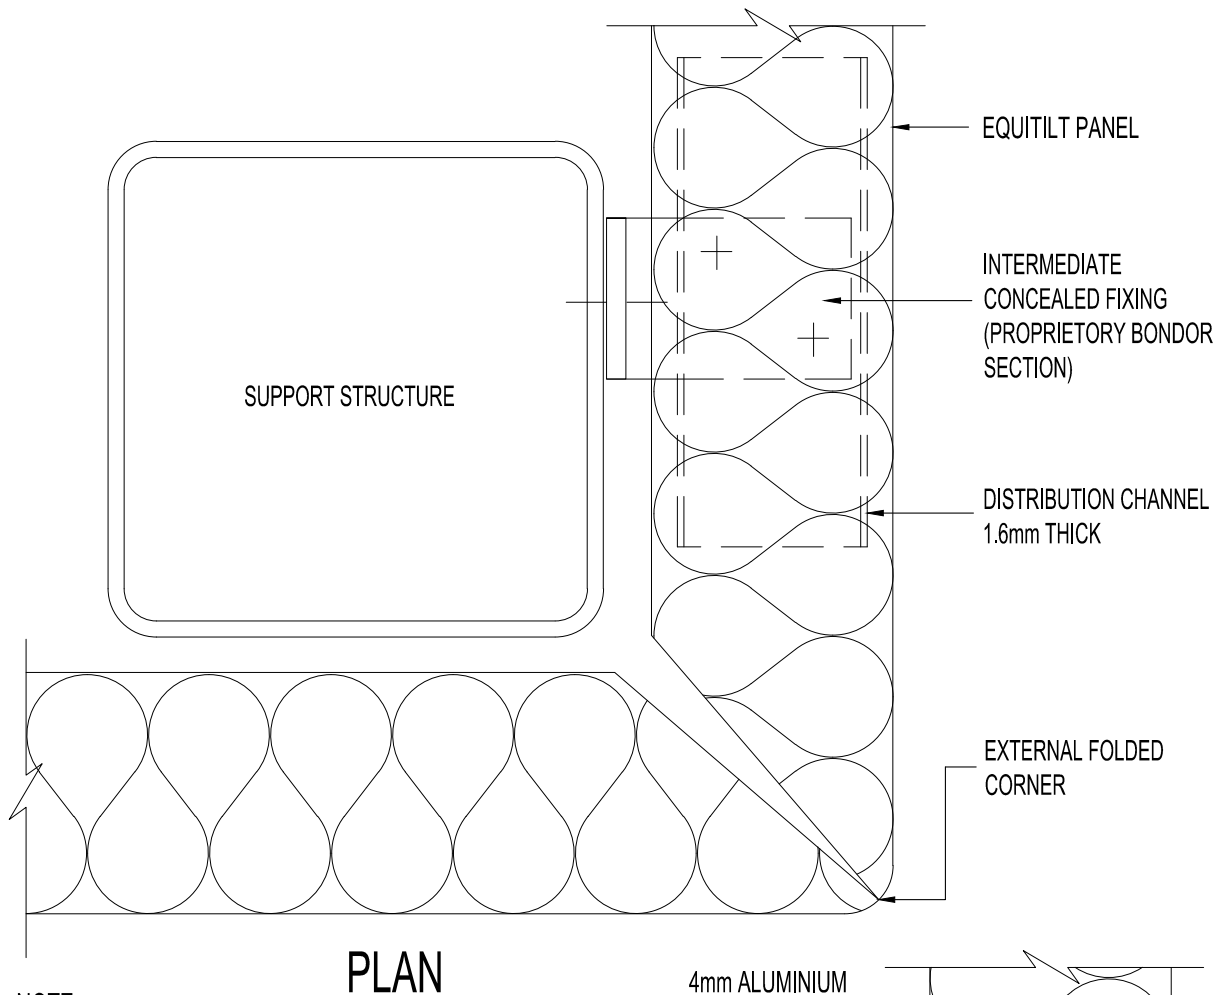 EQUITILT PANEL
INTERMEDIATE
CONCEALED FIXING
(PROPRIETORY BONDOR
SECTION)
SUPPORT STRUCTURE
DISTRIBUTION CHANNEL
1.6mm THICK
EXTERNAL FOLDED
CORNER
PLAN
4mm ALUMINIUM
NOTE